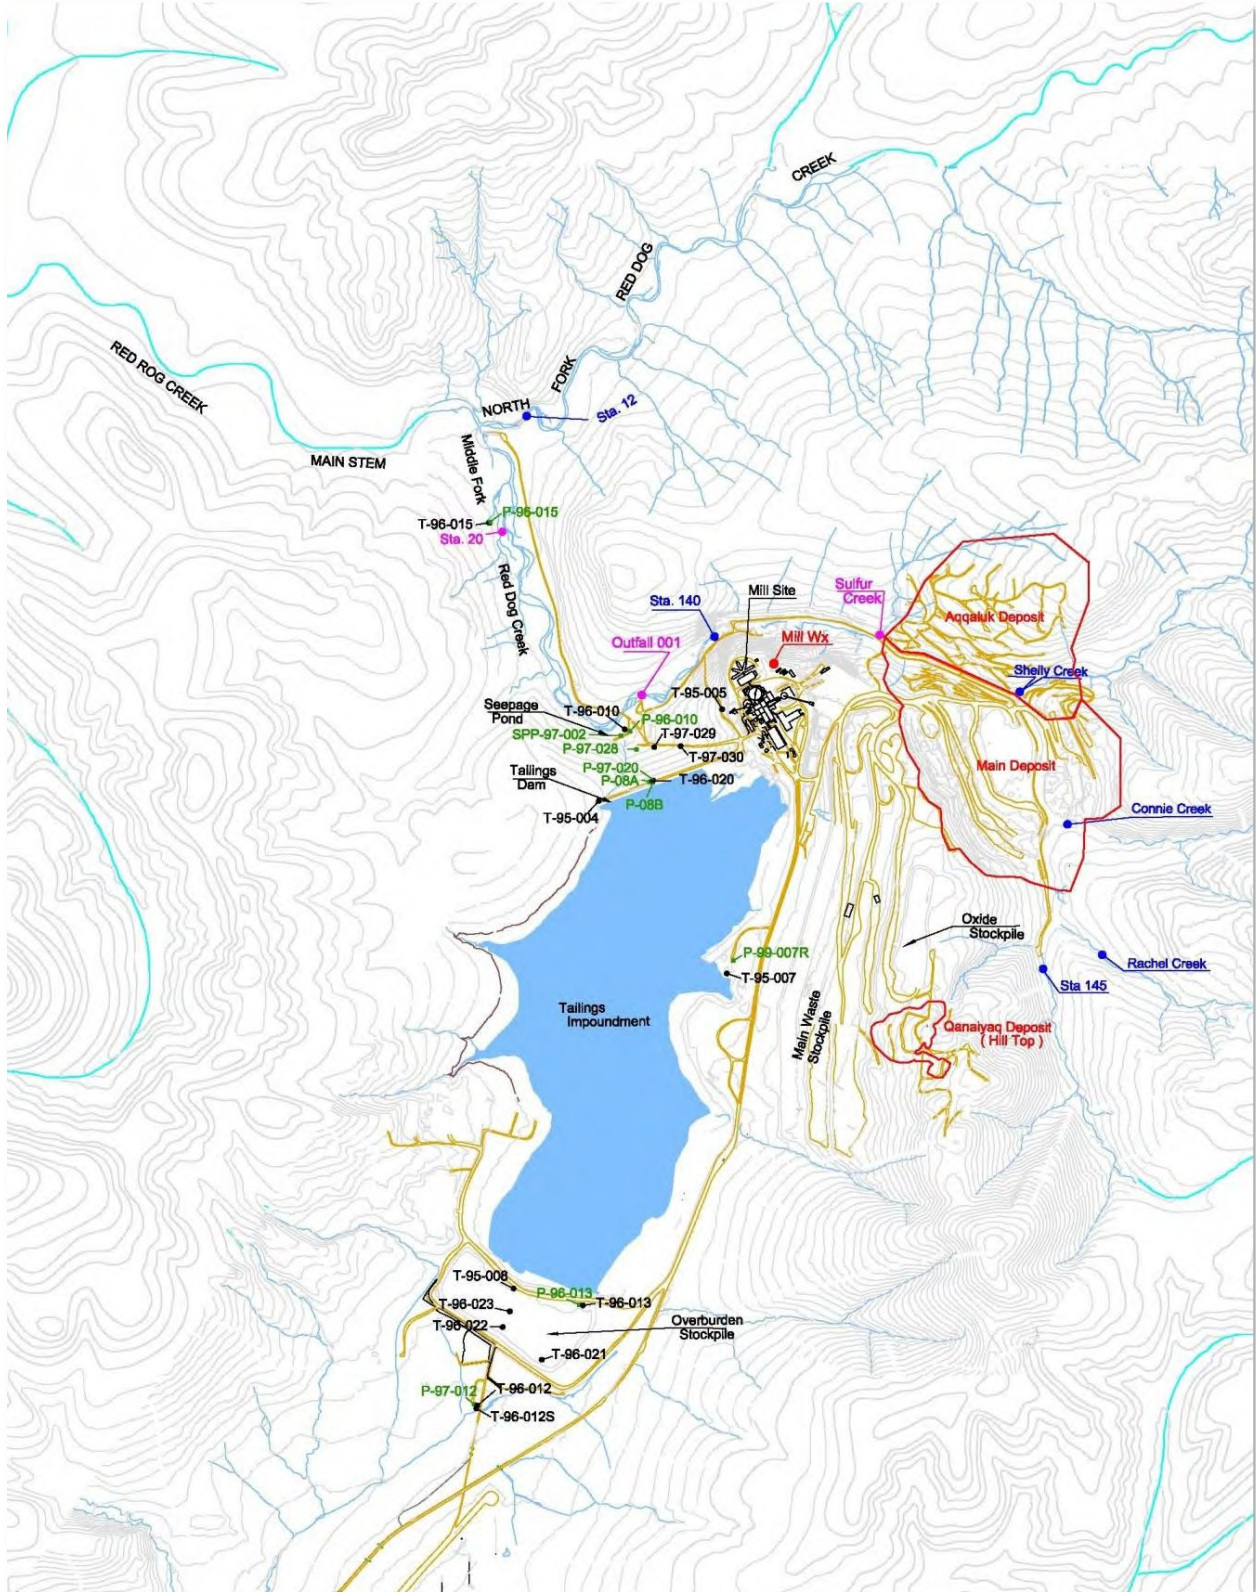 CREEK
RED DOG
FORK
RED ROG CREEK
NORTH
Sta. 12
MAIN STEM
Middle Fork
P-96-015
T-96-015
Sta. 20
Red Dog Creek
Sulfur
Creek
Mill Site
Sta. 140
Aqqaluk Deposit
Mill Wx
Outfall 001
Shelly Creek
T-95-005
Seepage
Pond
T-96-010
P-96-010
SPP-97-002
T-97-029
P-97-028
T-97-030
Main Deposit
P-97-020
Tailings
Dam
P-08A
T-96-020
P-08B
T-95-004
Connie Creek
Oxide
Stockpile
P-99-007R
T-95-007
Rachel Creek
Sta 145
Tailings
Impoundment
Main Waste
Stockpile
Qanaiyaq Deposit
( Hill Top )
T-95-008
P-96-013
T-96-013
T-96-023
T-96-022
Overburden
Stockpile
T-96-021
P-97-012
T-96-012
T-96-012S